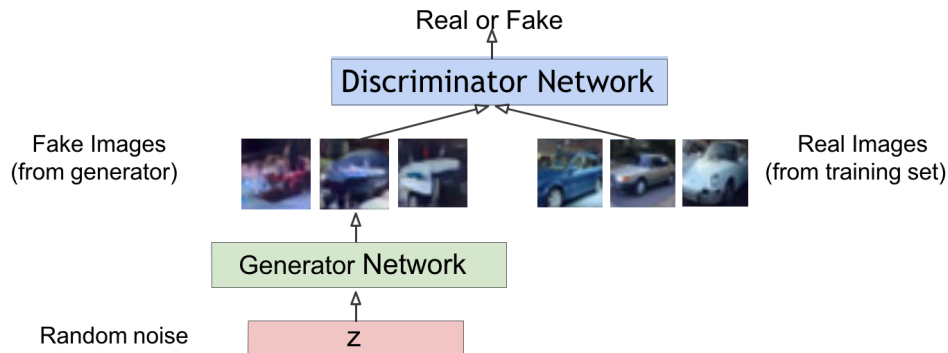 Real or Fake
Discriminator Network
Fake Images
(from generator)
Real Images
(from training set)
Generator Network
Random noise
z